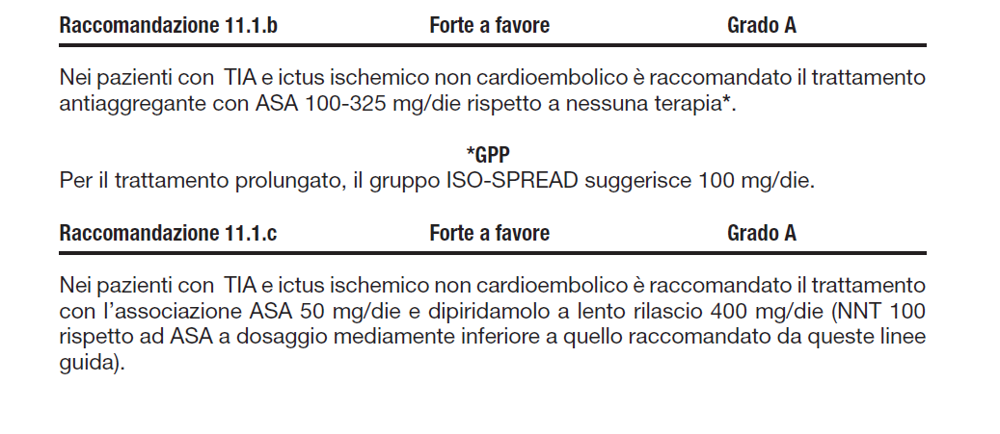 Raccomandazione 11.1.b Forte a favore Grado A
Nei pazienti con TIA e ictus ischemico non cardioembolico è raccomandato il trattamento
antiaggregante con ASA 100-325 mg/die rispetto a nessuna terapia*.
*GPP
Per il trattamento prolungato, il gruppo ISO-SPREAD suggerisce 100 mg/die.
Raccomandazione 11.1.c Forte a favore Grado A
Nei pazienti con TIA e ictus ischemico non cardioembolico è raccomandato il trattamento
con l’associazione ASA 50 mg/die e dipiridamolo a lento rilascio 400 mg/die (NNT 100
rispetto ad ASA a dosaggio mediamente inferiore a quello raccomandato da queste linee
guida).